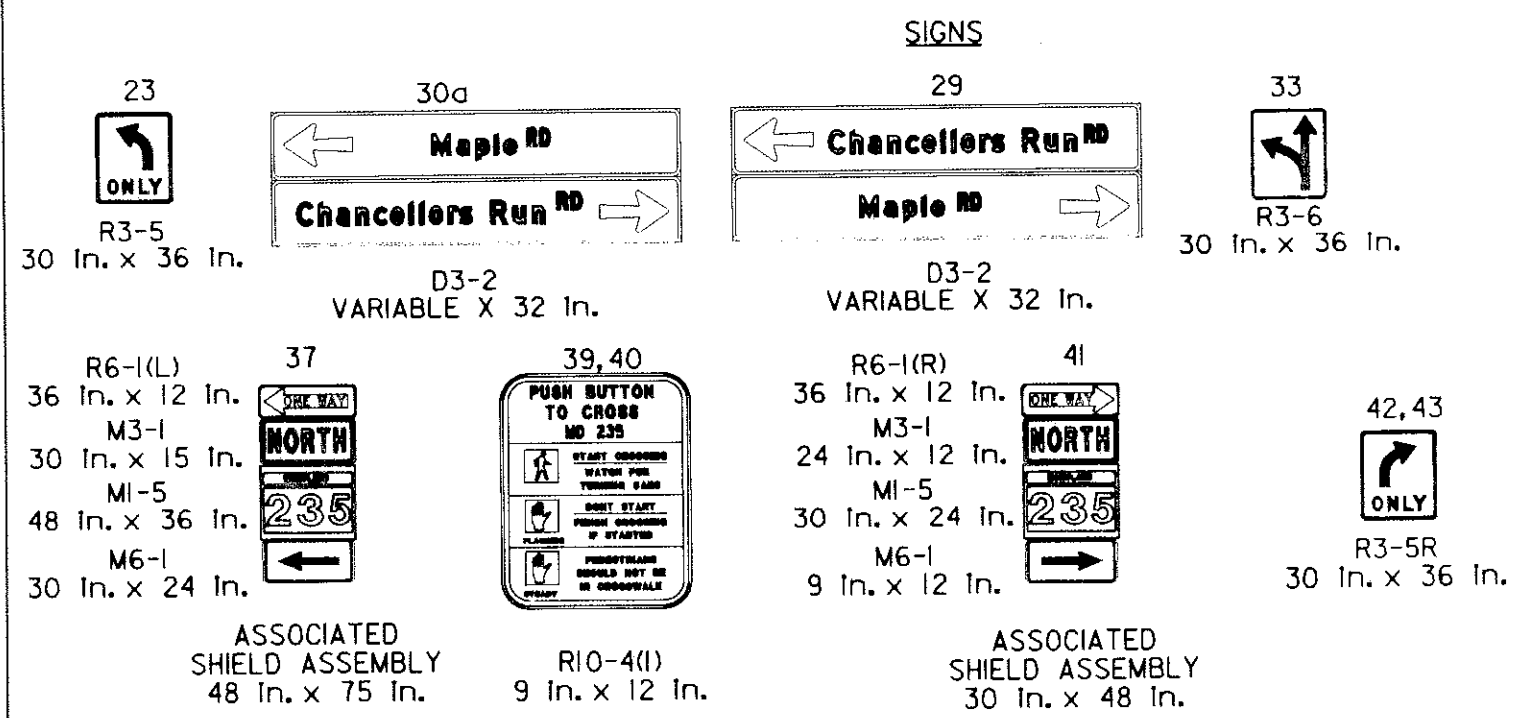 SIGNS
23
ONLY
R3-5
30 In. x 36 In.
30a
Maple RD
Chancellors Run RD
D3-2
VARIABLE X 32 In.
29
Chancellors Run RD
Maple RD
D3-2
VARIABLE X 32 In.
33
R3-6
30 In. x 36 In.
37
R6-1(L)
36 In. x 12 In.
M3-1
30 In. x 15 In.
M1-5
48 In. x 36 In.
M6-1
30 In. x 24 In.
ONE WAY
NORTH
235
ASSOCIATED
SHIELD ASSEMBLY
48 In. x 75 In.
39,40
PUSH BUTTON
TO CROSS
MD 235
START CROSSING
WATCH FOR
TURNING CARS
DONT START
FINISH CROSSING
IF STARTED
FLASHING
PEDESTRIANS
SHOULD NOT BE
IN CROSSWALK
STEADY
R10-4(1)
9 In. x 12 In.
41
R6-1(R)
36 In. x 12 In.
M3-1
24 In. x 12 In.
M1-5
30 In. x 24 In.
M6-1
9 In. x 12 In.
ONE WAY
NORTH
235
ASSOCIATED
SHIELD ASSEMBLY
30 In. x 48 In.
42,43
ONLY
R3-5R
30 In. x 36 In.